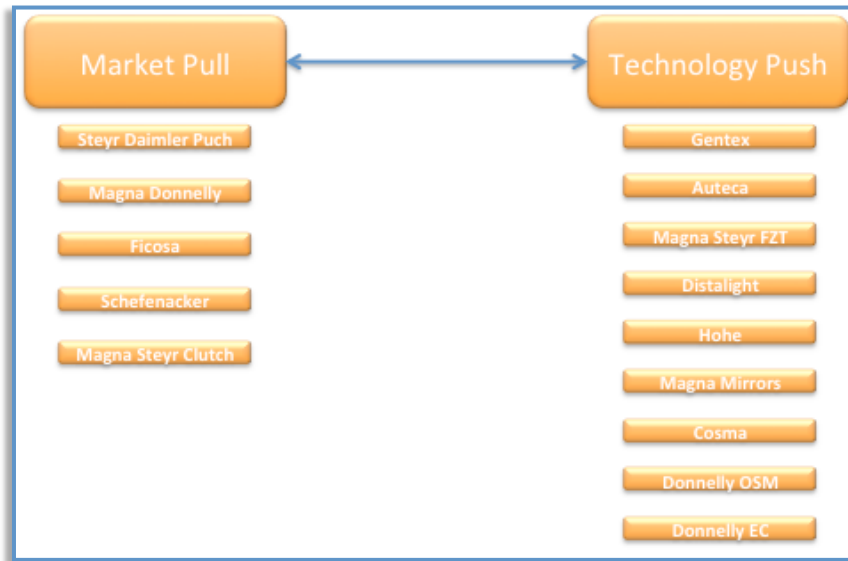 Market Pull
Technology Push
Steyr Daimler Puch
Magna Donnelly
Ficosa
Schefenacker
Magna Steyr Clutch
Gentex
Auteca
Magna Steyr FZT
Distalight
Hohe
Magna Mirrors
Cosma
Donnelly OSM
Donnelly EC